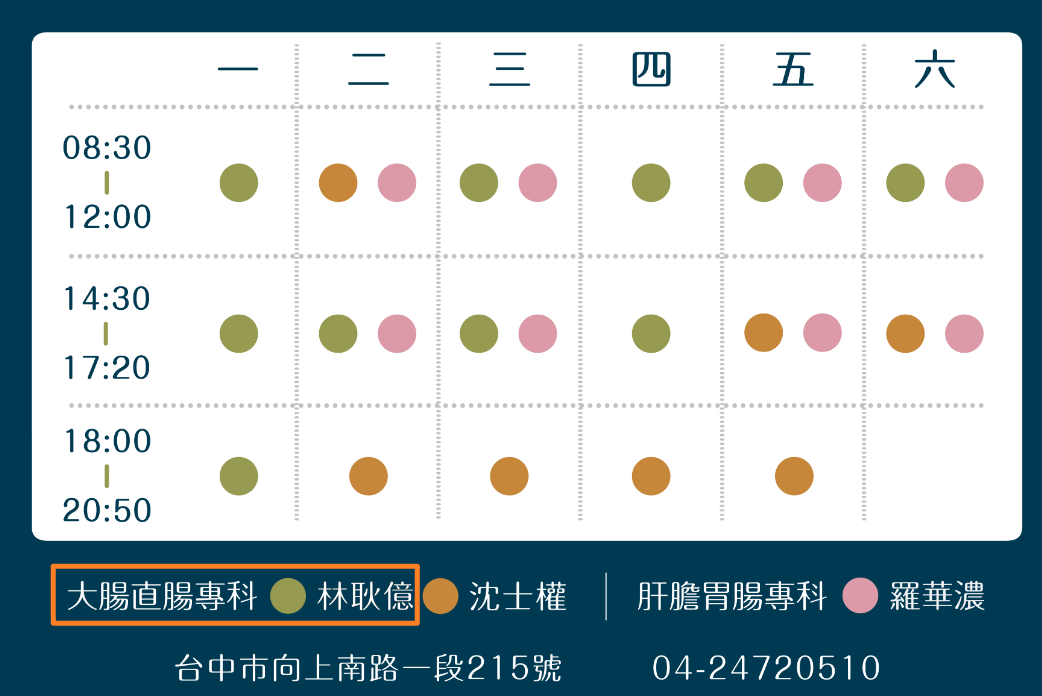 一 二 三 四 五 六
08:30
12:00
14:30
17:20
18:00
20:50
大腸直腸專科 林耿億 沈士權 肝膽胃腸專科 羅華濃
台中市向上南路一段215號 04-24720510